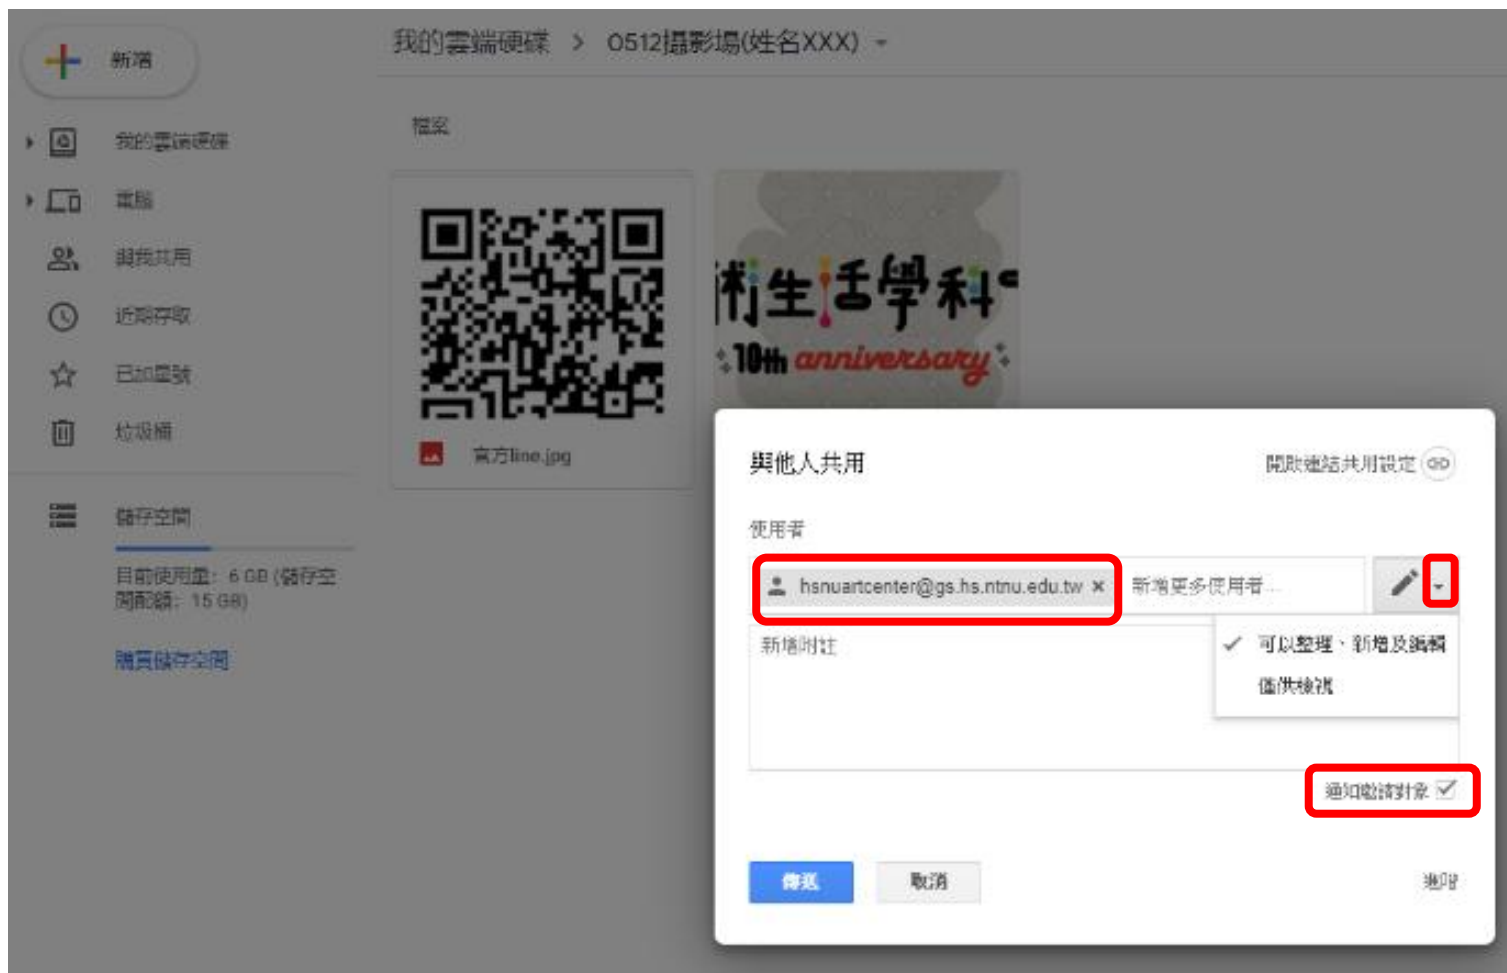 新增
我的雲端硬碟 > 0512攝影場(姓名XXX)
我的雲端硬碟
電腦
與我共用
近期存取
已加星號
垃圾桶
儲存空間
目前使用量：6 GB (儲存空
間配額：15 GB)
購買儲存空間
檔案
官方line.jpg
術生活學科
10th anniversary
與他人共用
開啟連結共用設定
使用者
hsnuartcenter@gs.hs.ntnu.edu.tw × 新增更多使用者...
新增附註
可以整理、新增及編輯
僅供檢視
通知邀請對象
傳送
取消
進階